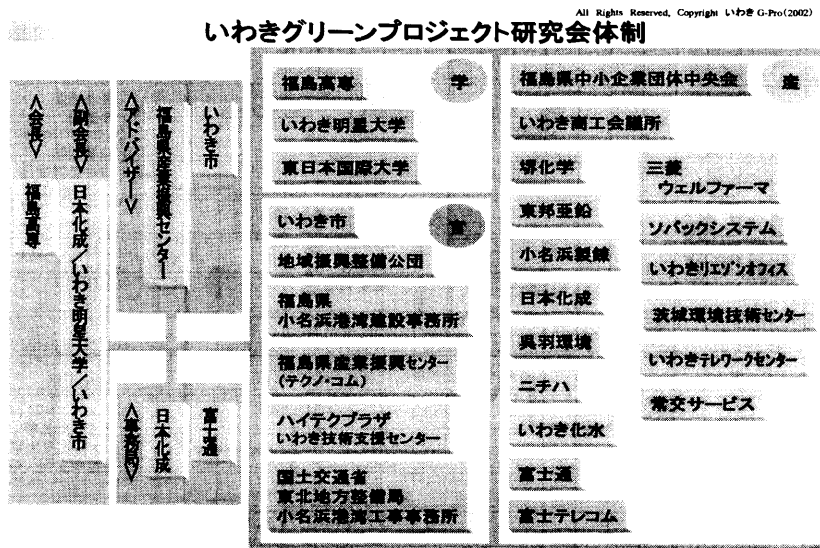 All Rights Reserved, Copyright いわき G-Pro(2002)
いわきグリーンプロジェクト研究会体制
<会長>
福島高専
<副会長>
日本化成/いわき明星大学/いわき市
<アドバイザー>
福島県産業振興センター
いわき市
<事務局>
日本化成
富士通
学
福島高専
いわき明星大学
東日本国際大学
官
いわき市
地域振興整備公団
福島県
小名浜港湾建設事務所
福島県産業振興センター
(テクノ・コム)
ハイテクプラザ
いわき技術支援センター
国土交通省
東北地方整備局
小名浜港湾工事事務所
産
福島県中小企業団体中央会
いわき商工会議所
堺化学
東邦亜鉛
小名浜製錬
日本化成
呉羽環境
ニチハ
いわき化水
富士通
富士テレコム
三菱
ウェルファーマ
ソパックシステム
いわきリエゾンオフィス
茨城環境技術センター
いわきテレワークセンター
常交サービス